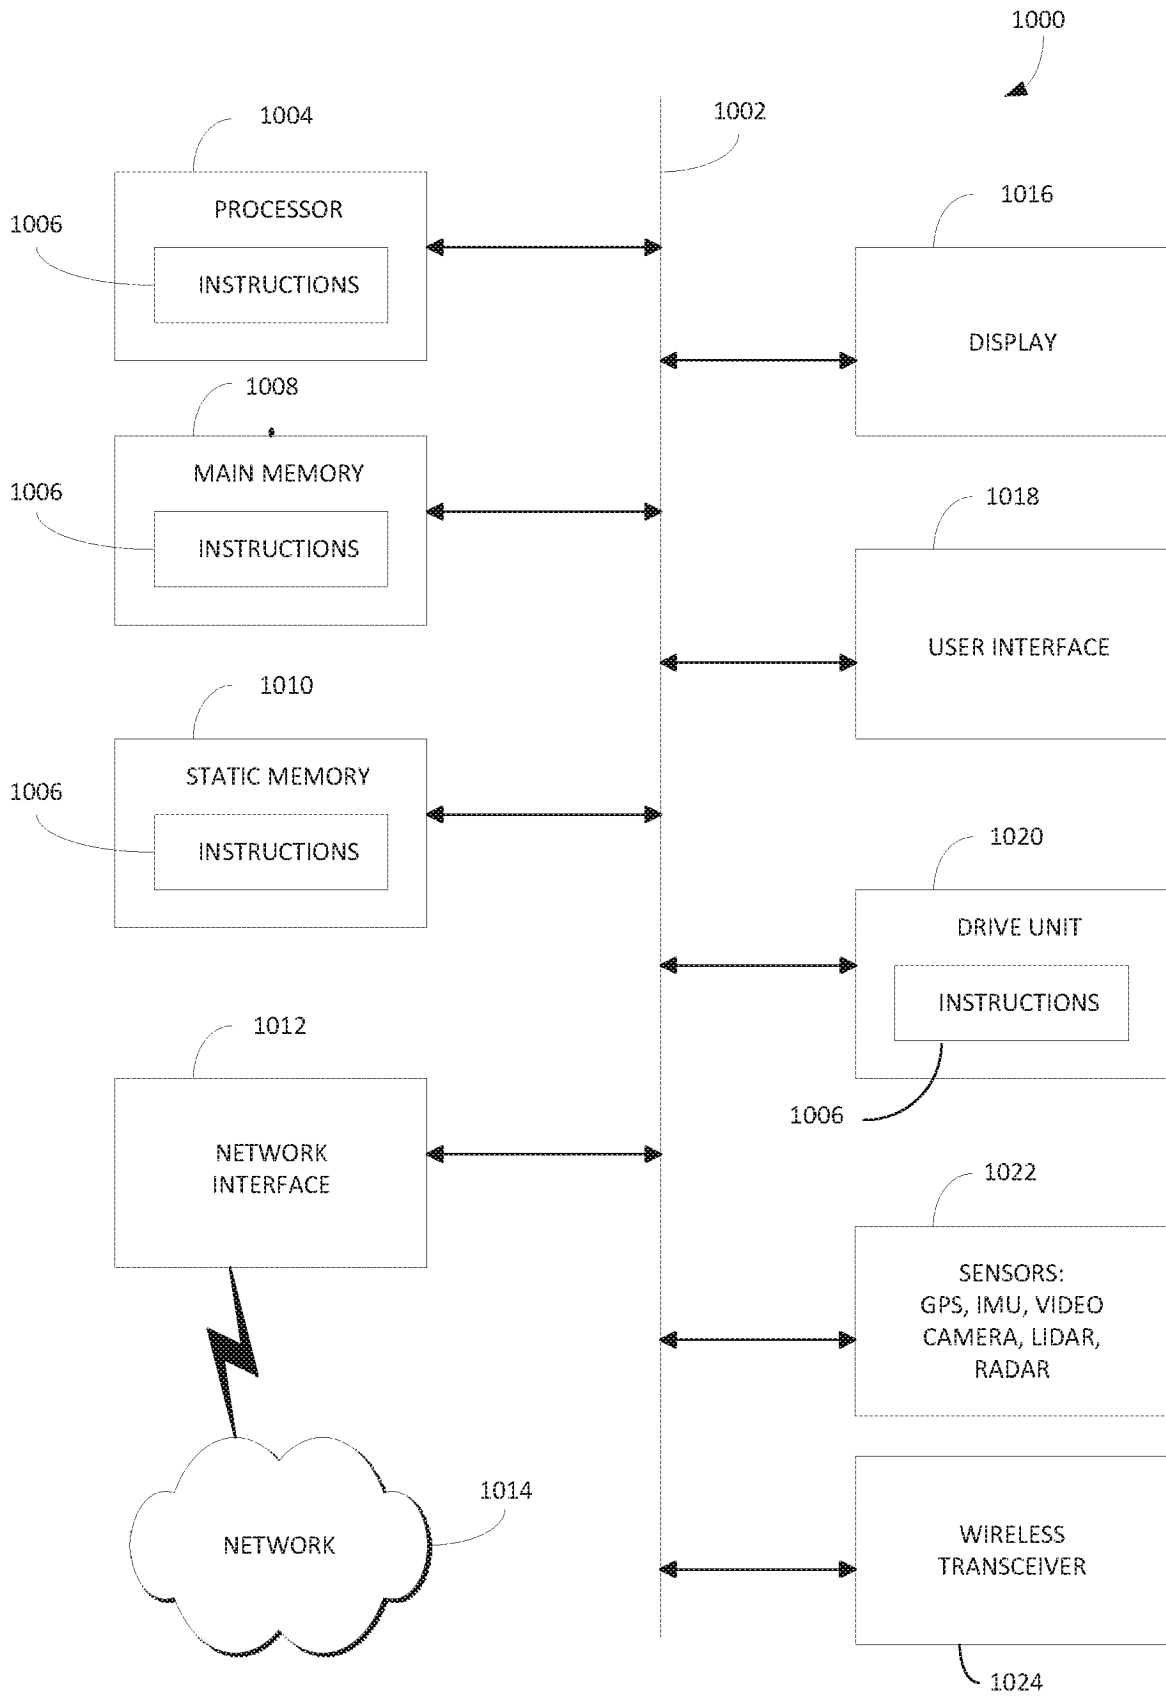 1000
1002
1004
PROCESSOR
1006
INSTRUCTIONS
1008
MAIN MEMORY
1006
INSTRUCTIONS
1010
STATIC MEMORY
1006
INSTRUCTIONS
1012
NETWORK
INTERFACE
1014
NETWORK
1016
DISPLAY
1018
USER INTERFACE
1020
DRIVE UNIT
INSTRUCTIONS
1006
1022
SENSORS:
GPS, IMU, VIDEO
CAMERA, LIDAR,
RADAR
WIRELESS
TRANSCEIVER
1024